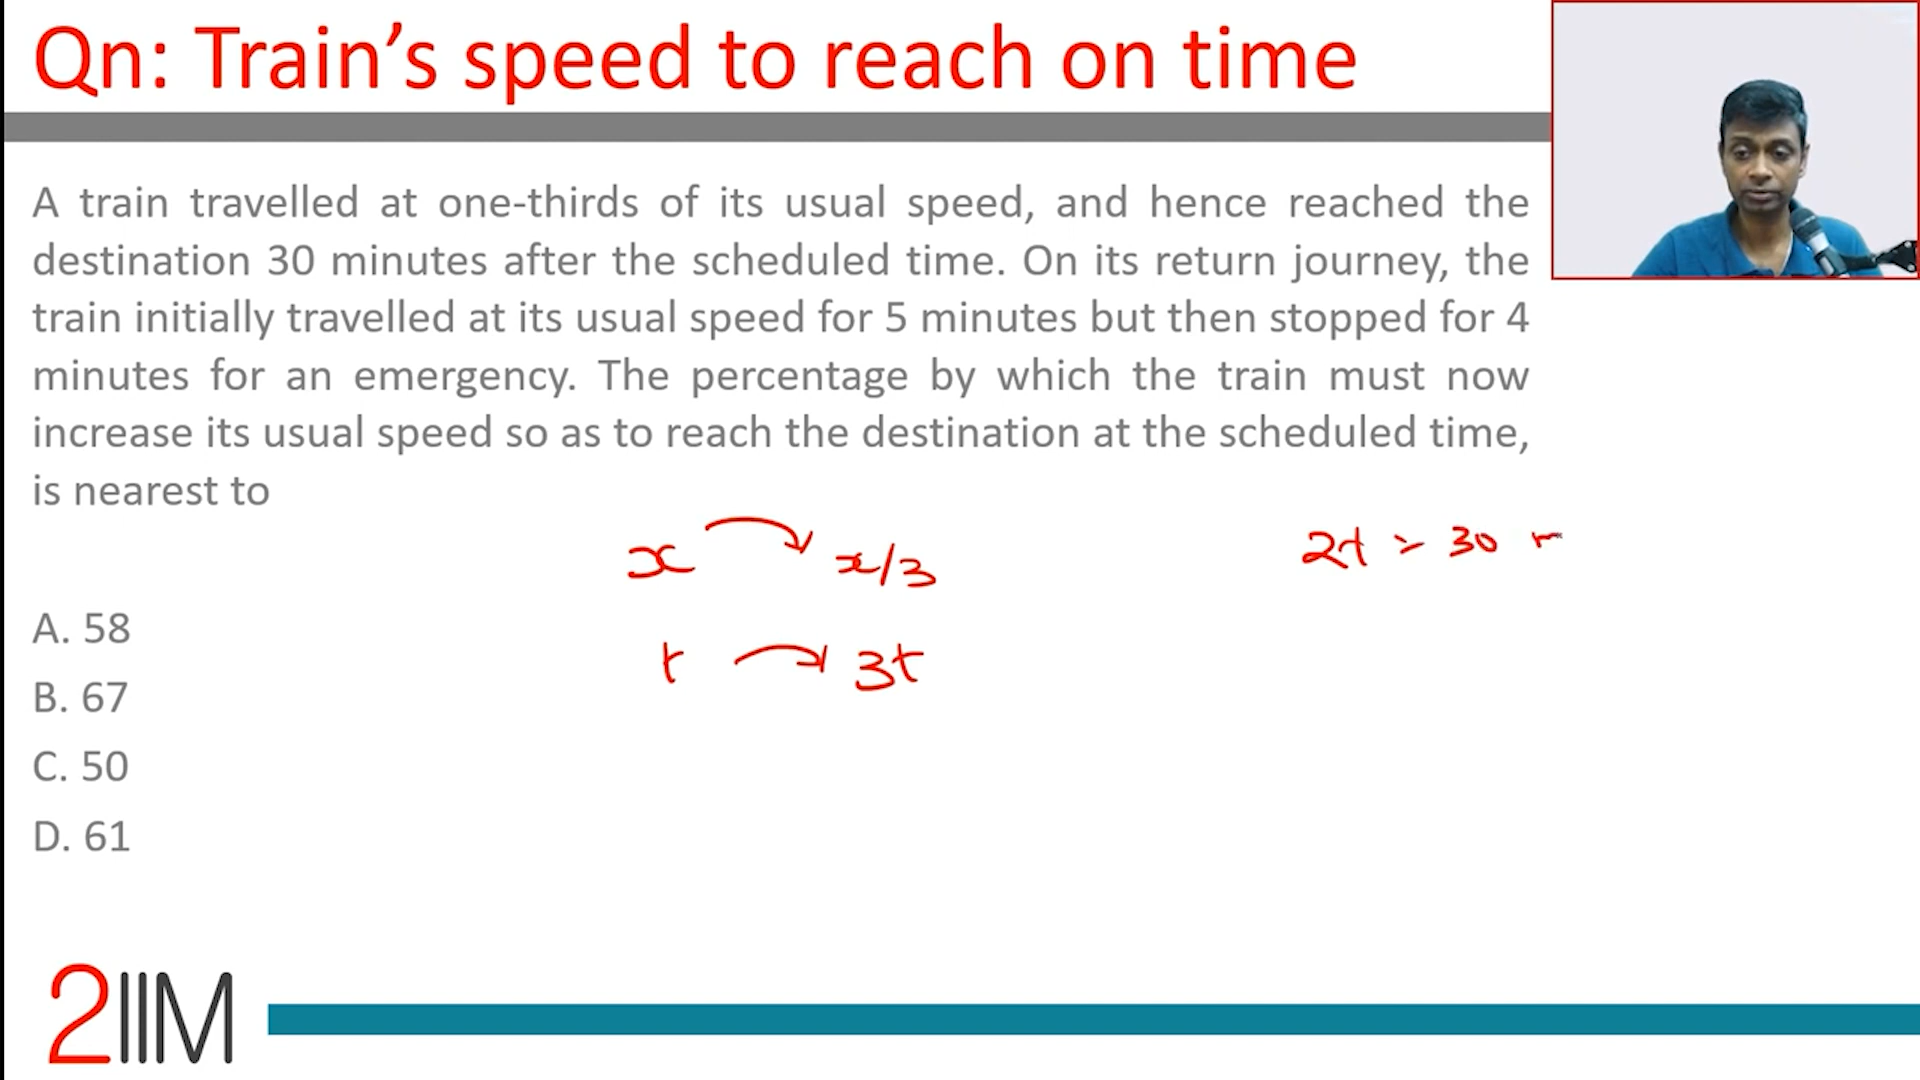 Qn: Train’s speed to reach on time
A train travelled at one-thirds of its usual speed, and hence reached the
destination 30 minutes after the scheduled time. On its return journey, the
train initially travelled at its usual speed for 5 minutes but then stopped for 4
minutes for an emergency. The percentage by which the train must now
increase its usual speed so as to reach the destination at the scheduled time,
is nearest to
x x/3
2t = 30 m
t 3t
A. 58
B. 67
C. 50
D. 61
2IIM